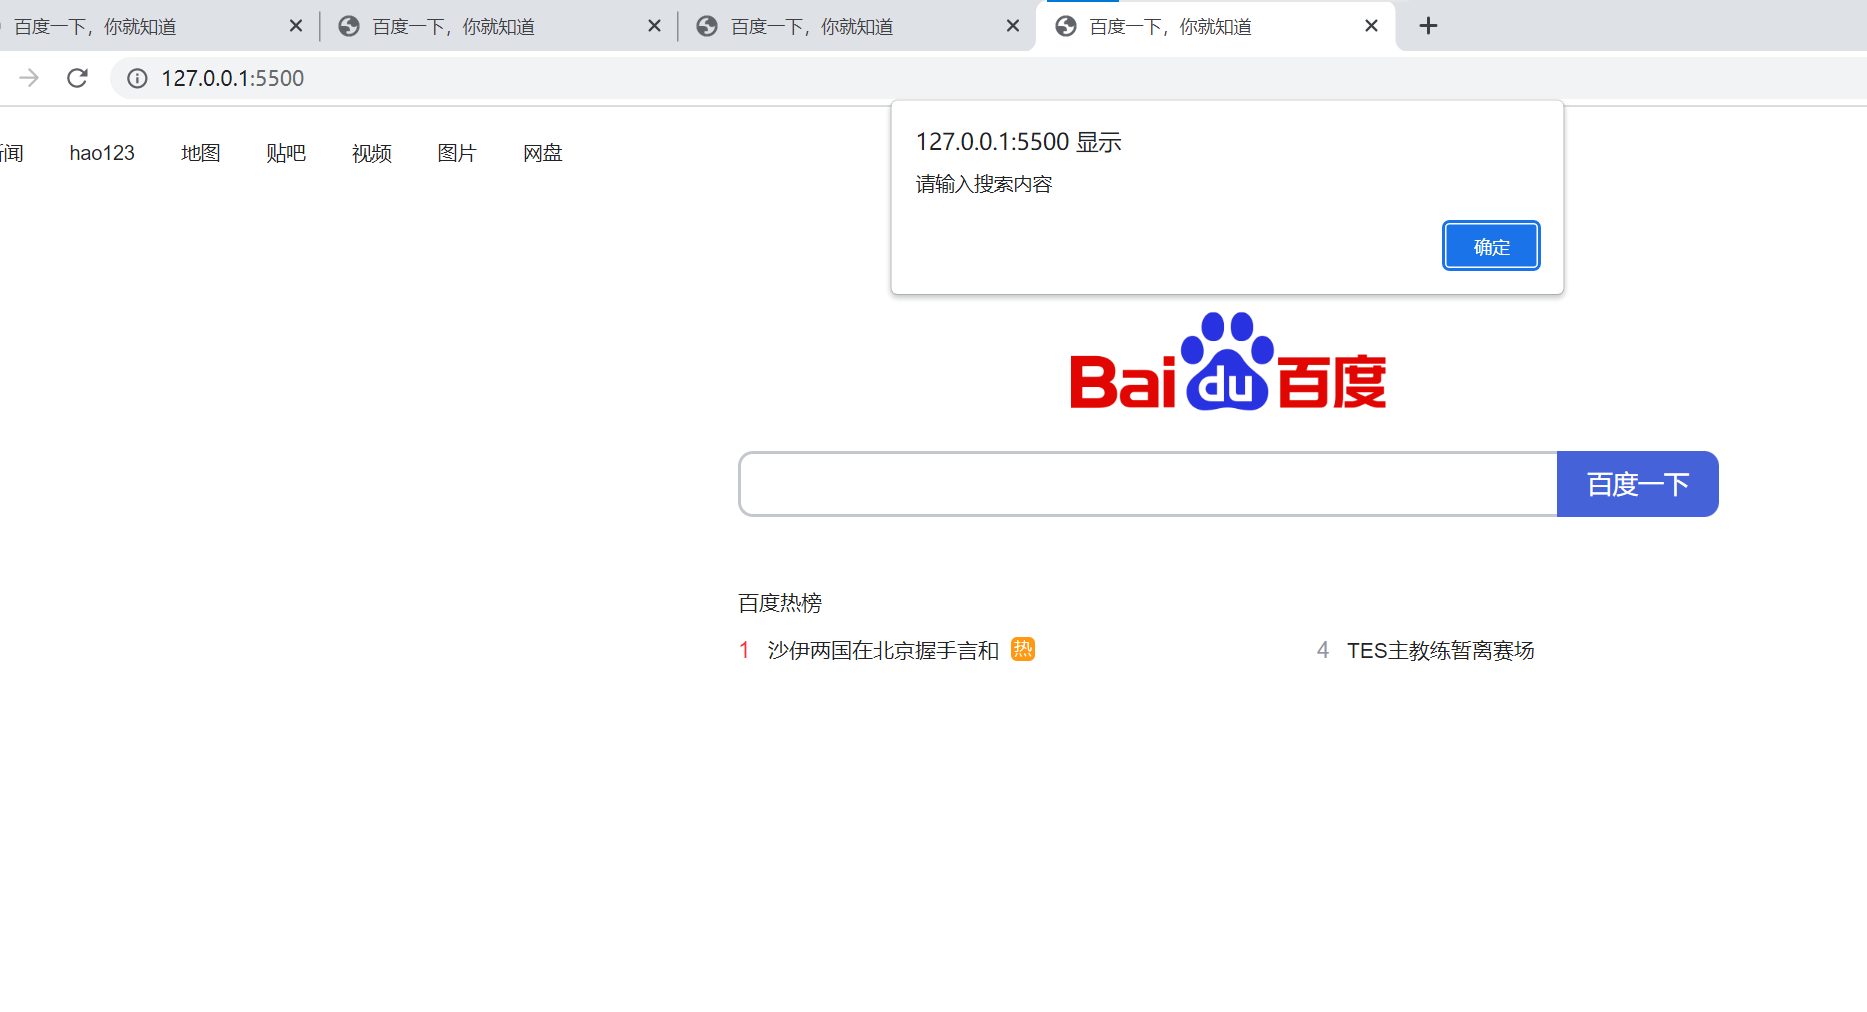 百度一下，你就知道
百度一下，你就知道
百度一下，你就知道
百度一下，你就知道
127.0.0.1:5500
闻 hao123 地图 贴吧 视频 图片 网盘
127.0.0.1:5500 显示
请输入搜索内容
确定
Bai du 百度
百度一下
百度热榜
1 沙伊两国在北京握手言和 热
4 TES主教练暂离赛场